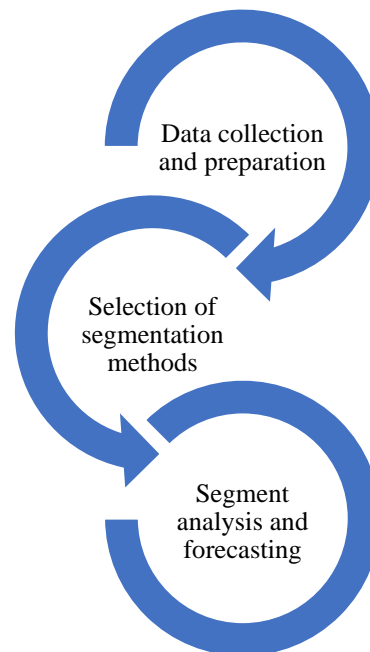 Data collection
and preparation
Selection of
segmentation
methods
Segment
analysis and
forecasting